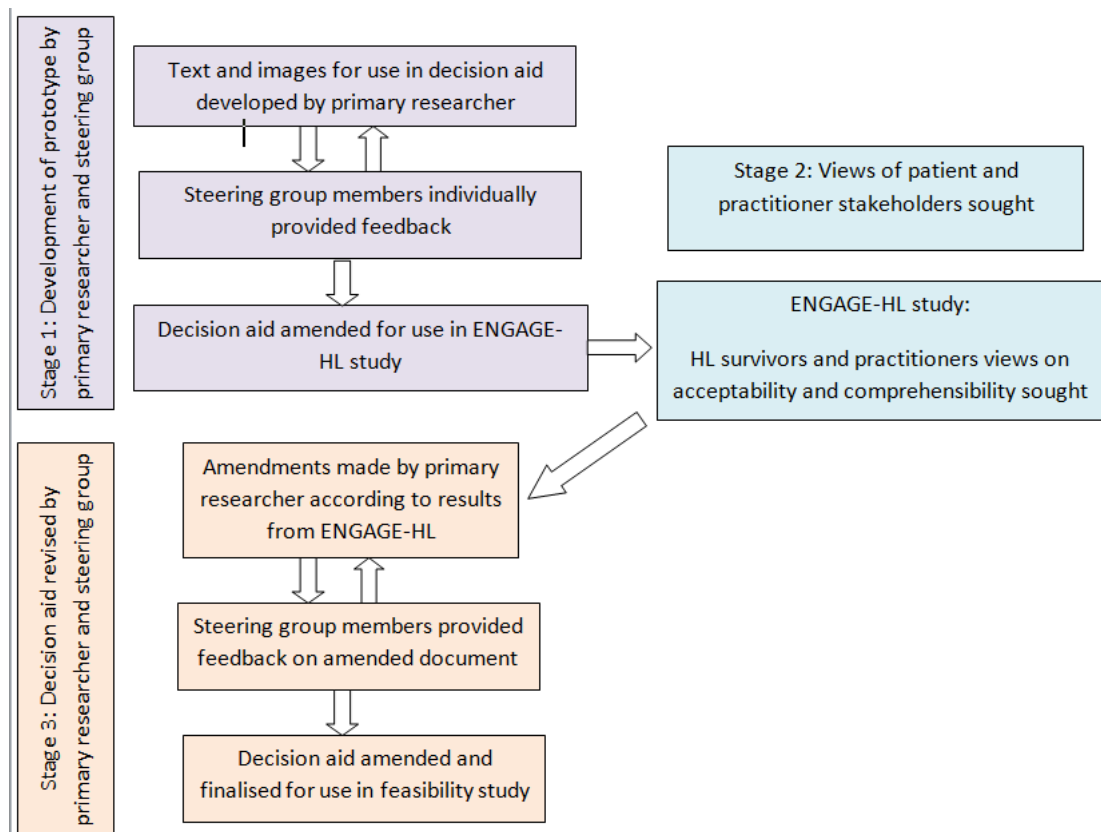 Stage 1: Development of prototype by
primary researcher and steering group
Text and images for use in decision aid
developed by primary researcher
Steering group members individually
provided feedback
Decision aid amended for use in ENGAGE-
HL study
Stage 2: Views of patient and
practitioner stakeholders sought
ENGAGE-HL study:
HL survivors and practitioners views on
acceptability and comprehensibility sought
Stage 3: Decision aid revised by
primary researcher and steering group
Amendments made by primary
researcher according to results
from ENGAGE-HL
Steering group members provided
feedback on amended document
Decision aid amended and
finalised for use in feasibility study